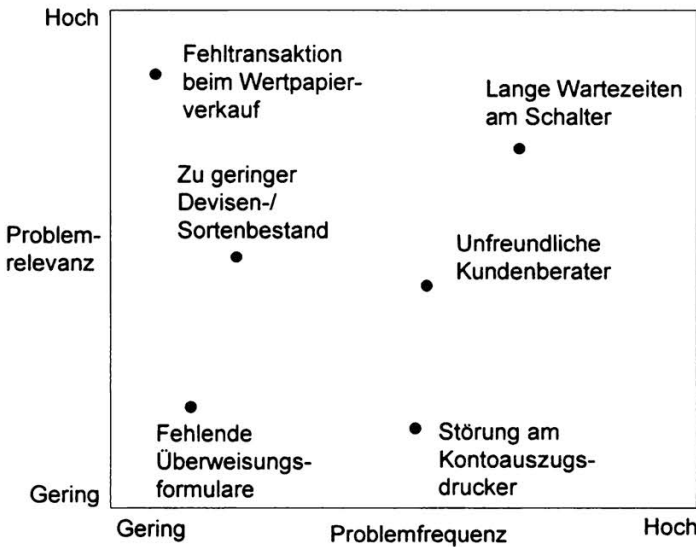 Hoch
Fehltransaktion
beim Wertpapier-
verkauf
Lange Wartezeiten
am Schalter
Zu geringer
Devisen-/
Sortenbestand
Problem-
relevanz
Unfreundliche
Kundenberater
Fehlende
Überweisungs-
formulare
Störung am
Kontoauszugs-
drucker
Gering
Gering
Problemfrequenz
Hoch